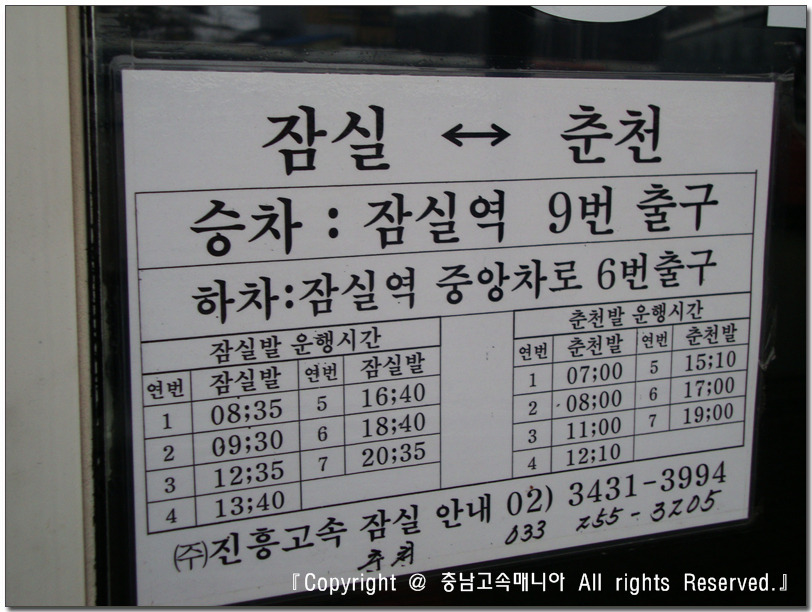 잠실 ↔ 춘천
승차 : 잠실역 9번 출구
하차:잠실역 중앙차로 6번출구
잠실발 운행시간
연번 잠실발 연번 잠실발
1 08;35 5 16;40
2 09;30 6 18;40
3 12;35 7 20;35
4 13;40
춘천발 운행시간
연번 춘천발 연번 춘천발
1 07;00 5 15;10
2 08;00 6 17;00
3 11;00 7 19;00
4 12;10
㈜진흥고속 잠실 안내 02) 3431-3994
033 255-3205
『Copyright @ 충남고속매니아 All rights Reserved.』